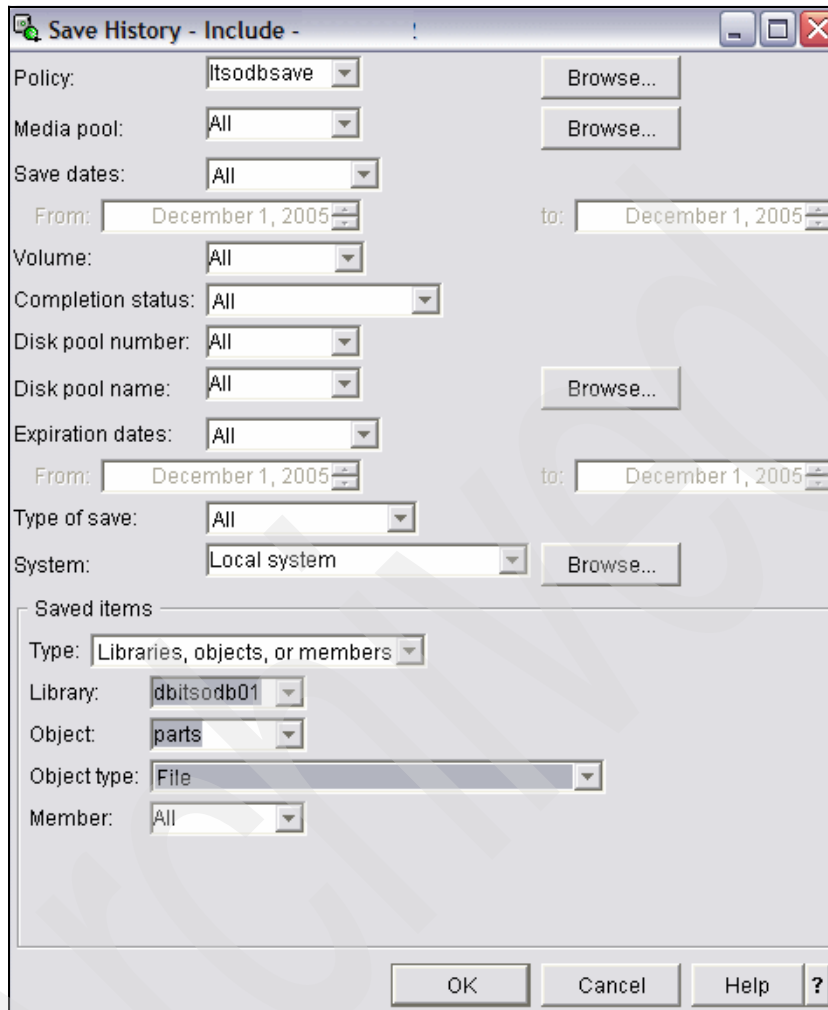 Save History - Include -
Policy: Itsodbsave Browse...
Media pool: All Browse...
Save dates: All
From: December 1, 2005 to: December 1, 2005
Volume: All
Completion status: All
Disk pool number: All
Disk pool name: All Browse...
Expiration dates: All
From: December 1, 2005 to: December 1, 2005
Type of save: All
System: Local system Browse...
Saved items
Type: Libraries, objects, or members
Library: dbitsodb01
Object: parts
Object type: File
Member: All
OK Cancel Help ?